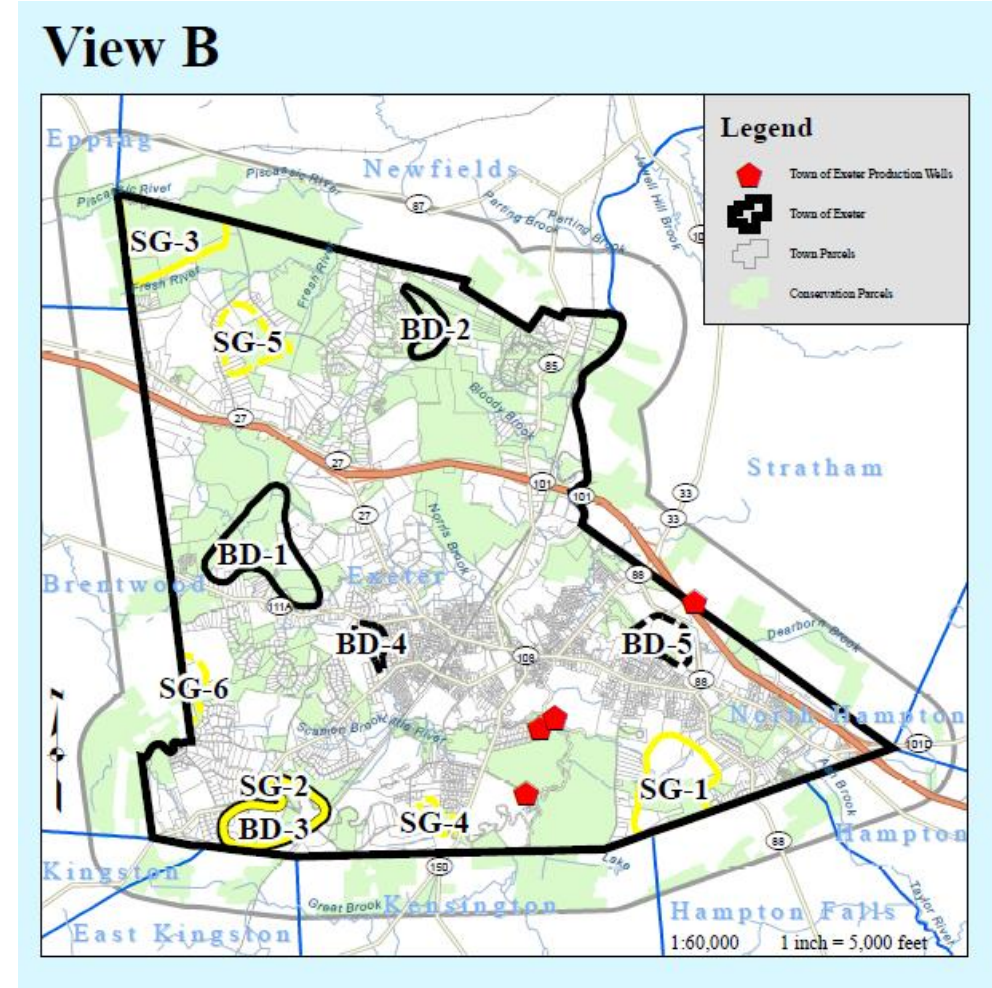 View B
Legend
Town of Exeter Production Wells
Town of Exeter
Town Parcels
Conservation Parcels
Epping
Newfields
Piscassic River
Piscassic River
87
Parting Brook
Parting Brook
Jewell Hill Brook
10
SG-3
Fresh River
Fresh River
BD-2
SG-5
85
Bloody Brook
27
27
Stratham
101
101
33
33
27
Norris Brook
BD-1
Brentwood
Exeter
88
111A
Dearborn Brook
BD-4
BD-5
108
SG-6
88
Z
Scamen Brook
Little River
North Hampton
101D
Ash Brook
SG-2
SG-1
BD-3
SG-4
Hampton
88
Lake
150
Kingston
Great Brook
Kensington
Hampton Falls
Taylor River
East Kingston
1:60,000
1 inch = 5,000 feet